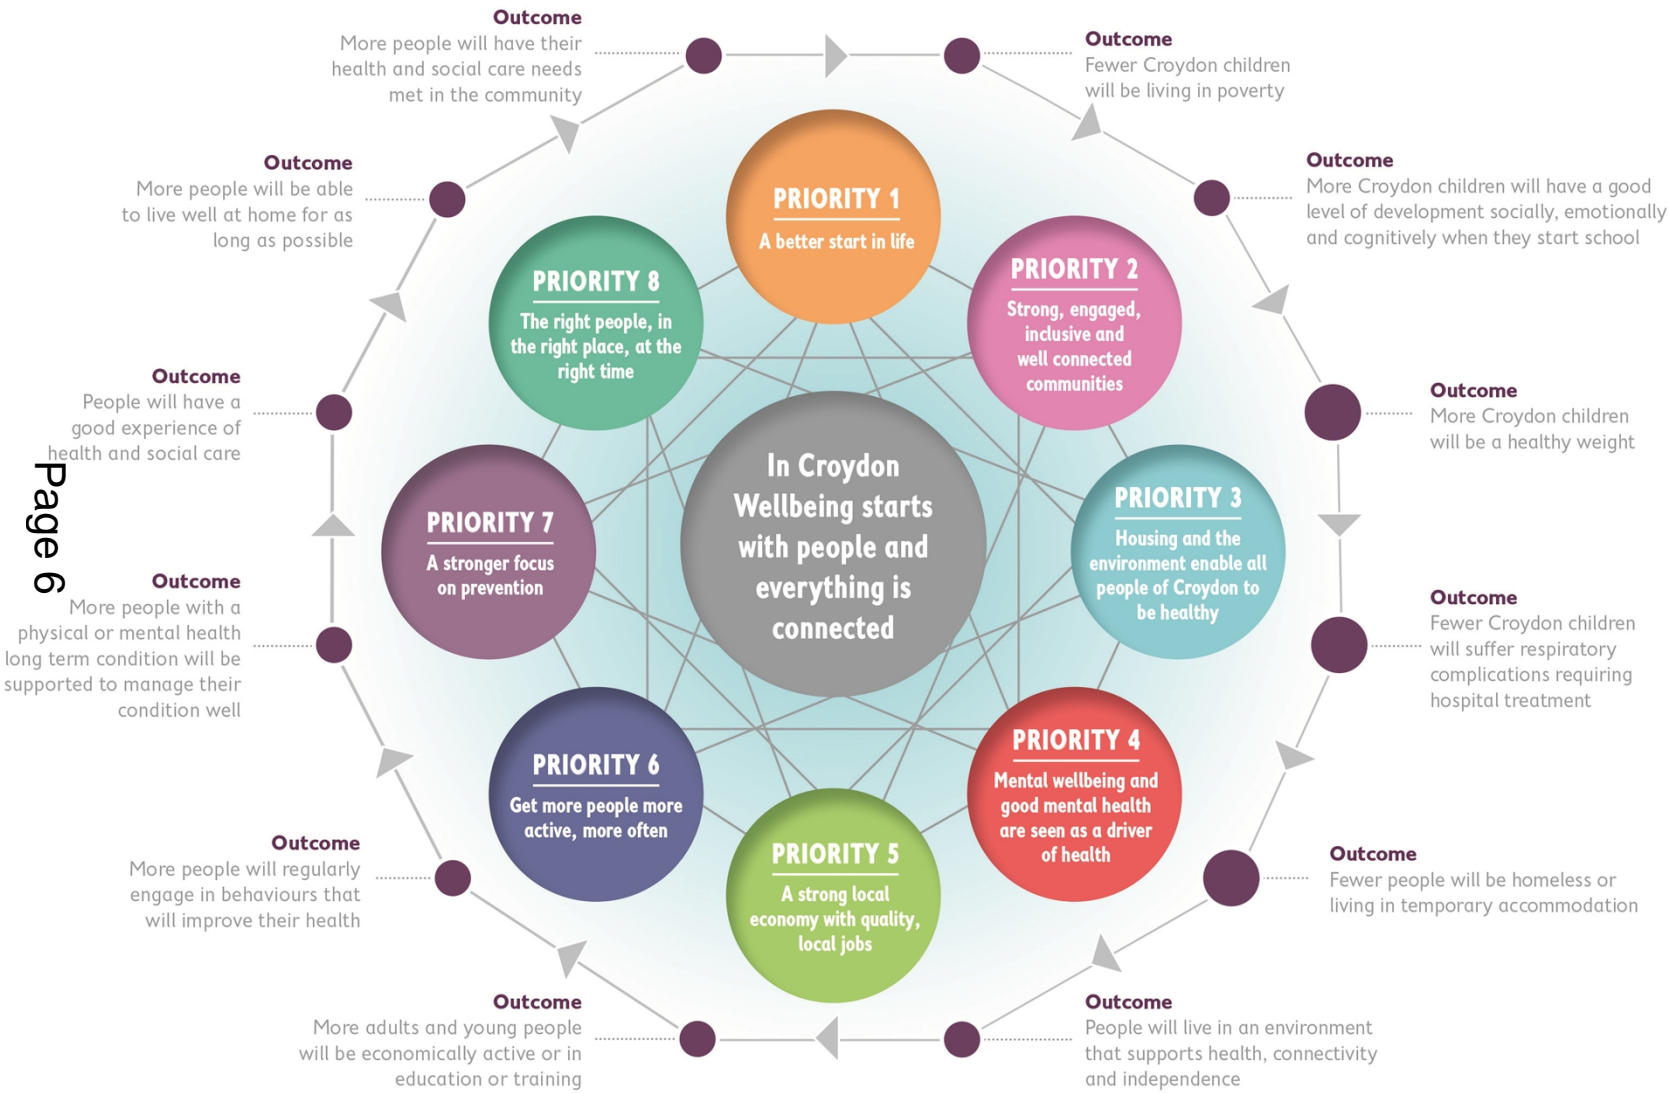 Outcome
More people will have their
health and social care needs
met in the community
Outcome
Fewer Croydon children
will be living in poverty
Outcome
More Croydon children will have a good
level of development socially, emotionally
and cognitively when they start school
Outcome
More Croydon children
will be a healthy weight
Outcome
Fewer Croydon children
will suffer respiratory
complications requiring
hospital treatment
Outcome
Fewer people will be homeless or
living in temporary accommodation
Outcome
People will live in an environment
that supports health, connectivity
and independence
Outcome
More adults and young people
will be economically active or in
education or training
Outcome
More people will regularly
engage in behaviours that
will improve their health
Outcome
More people with a
physical or mental health
long term condition will be
supported to manage their
condition well
Outcome
People will have a
good experience of
health and social care
Outcome
More people will be able
to live well at home for as
long as possible
PRIORITY 1
A better start in life
PRIORITY 2
Strong, engaged,
inclusive and
well connected
communities
PRIORITY 3
Housing and the
environment enable all
people of Croydon to
be healthy
PRIORITY 4
Mental wellbeing and
good mental health
are seen as a driver
of health
PRIORITY 5
A strong local
economy with quality,
local jobs
PRIORITY 6
Get more people more
active, more often
PRIORITY 7
A stronger focus
on prevention
PRIORITY 8
The right people, in
the right place, at the
right time
In Croydon
Wellbeing starts
with people and
everything is
connected
Page 6